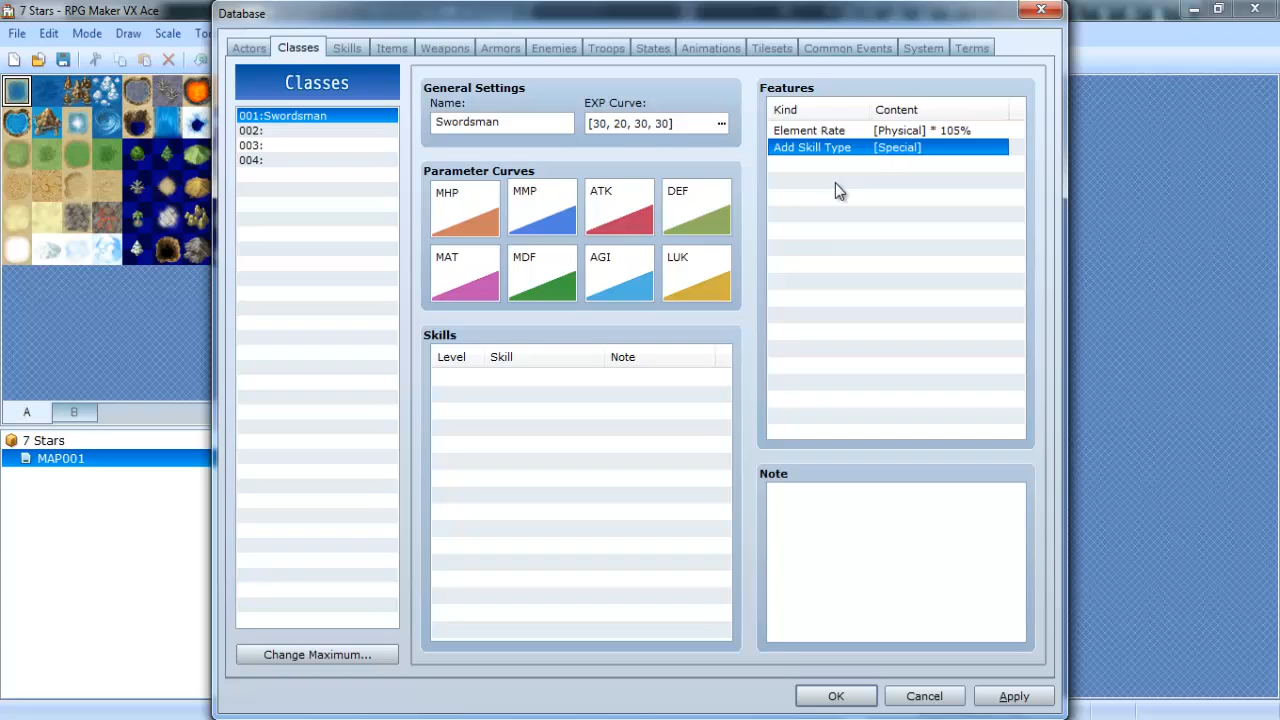 7 Stars - RPG Maker VX Ace
Database
File Edit Mode Draw Scale
Actors Classes Skills Items Weapons Armors Enemies Troops States Animations Tilesets Common Events System Terms
Classes
001:Swordsman
002:
003:
004:
Change Maximum...
General Settings
Name: EXP Curve:
Swordsman [30, 20, 30, 30] ...
Parameter Curves
MHP MMP ATK DEF
MAT MDF AGI LUK
Skills
Level Skill Note
Features
Kind Content
Element Rate [Physical] * 105%
Add Skill Type [Special]
Note
A B
7 Stars
MAP001
OK Cancel Apply